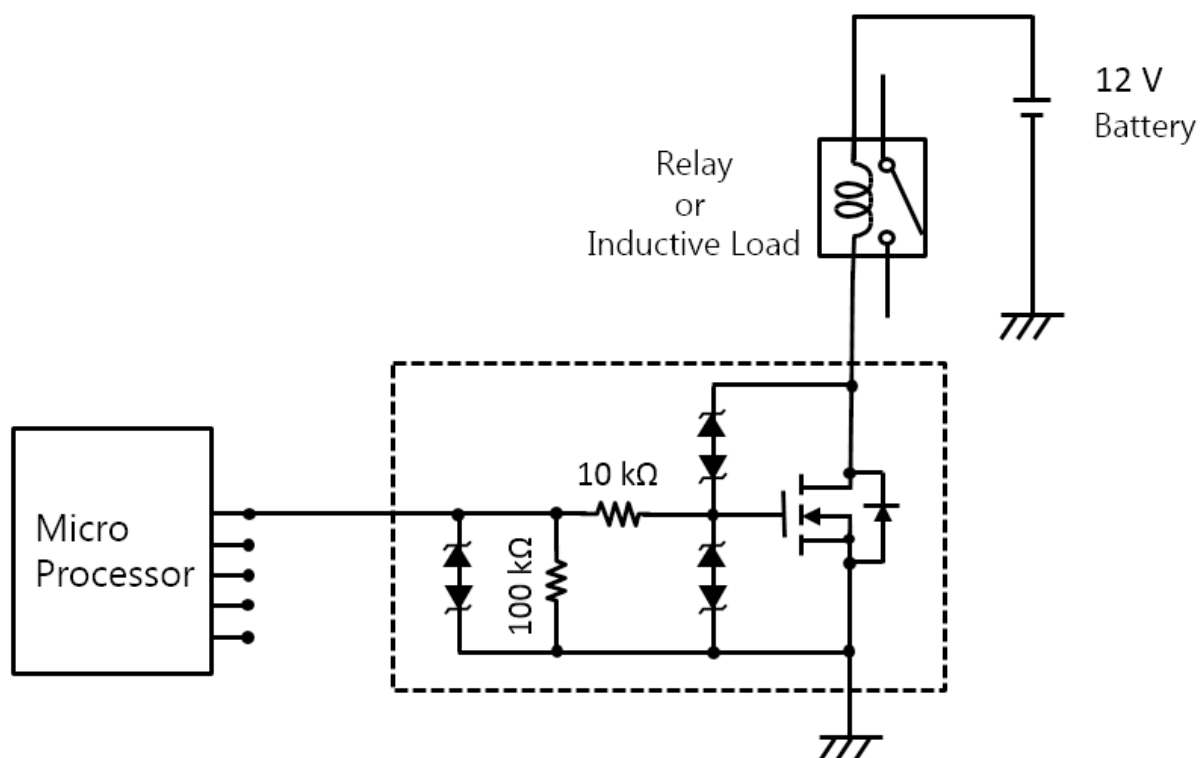 12 V
Battery
Relay
or
Inductive Load
10 kΩ
100 kΩ
Micro
Processor